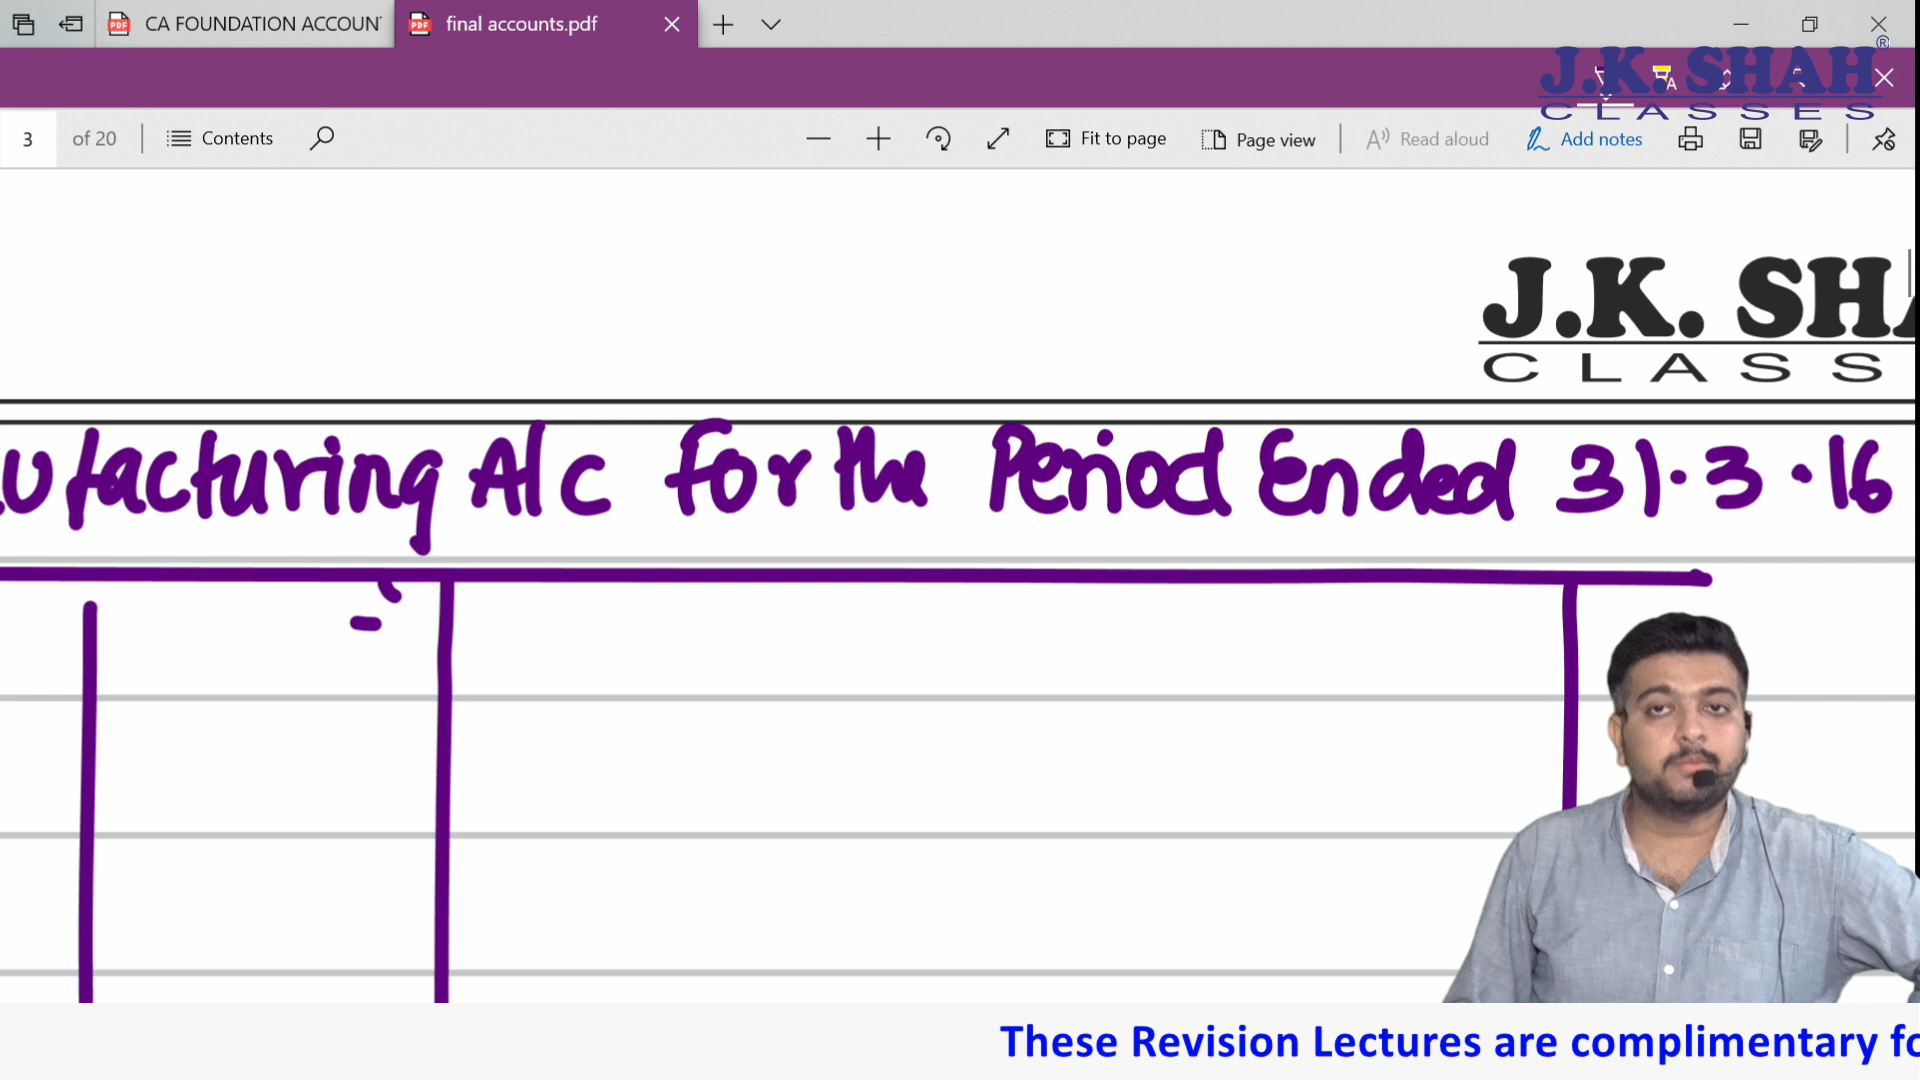 CA FOUNDATION ACCOUN
final accounts.pdf
J.K. SHAH®
CLASSES
3 of 20 Contents Fit to page Page view A Read aloud Add notes
J.K. SHA
CLASS
ufacturing A/c for the Period Ended 31.3.16
These Revision Lectures are complimentary fo